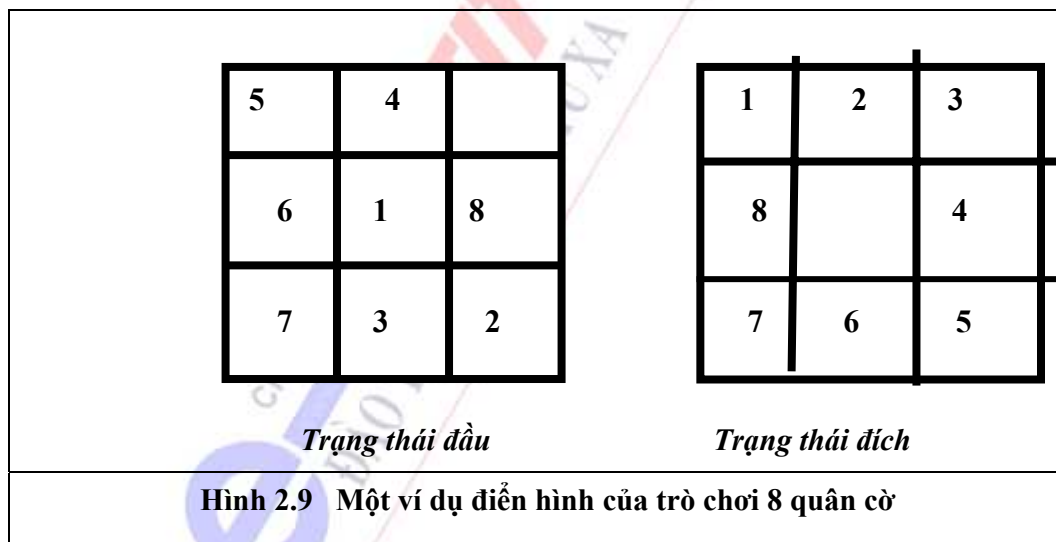 5 4
6 1 8
7 3 2
1 2 3
8 4
7 6 5
Trạng thái đầu
Trạng thái đích
Hình 2.9 Một ví dụ điển hình của trò chơi 8 quân cờ